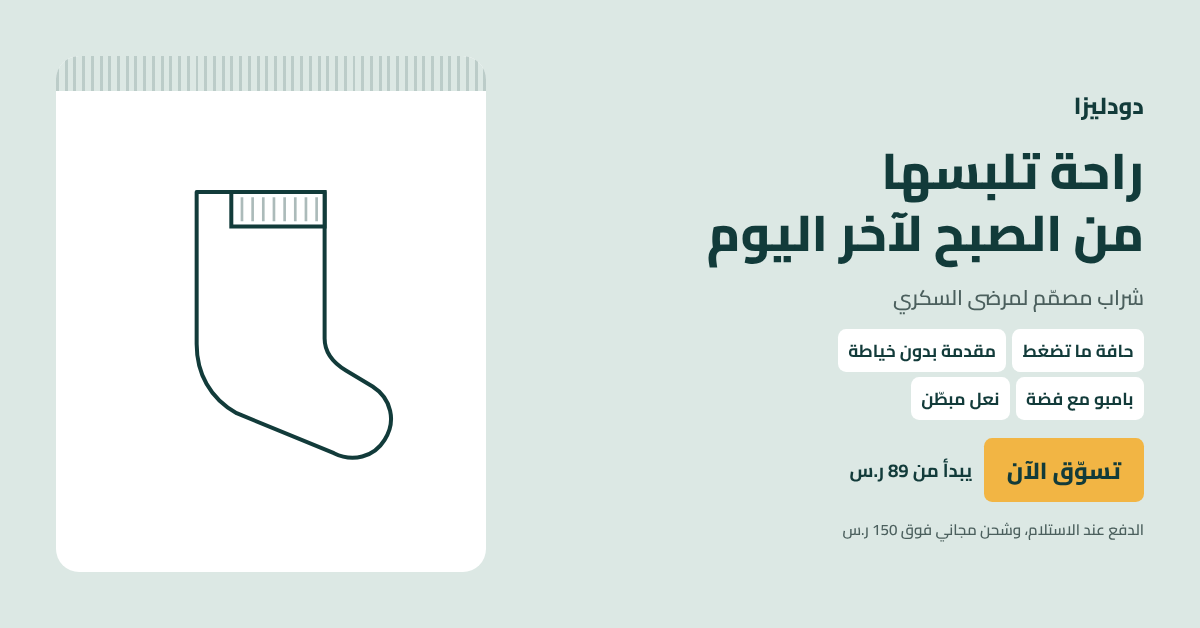 دودليزا
راحة تلبسها
من الصبح لآخر اليوم
شراب مصمّم لمرضى السكري
حافة ما تضغط
مقدمة بدون خياطة
بامبو مع فضة
نعل مبطّن
تسوّق الآن
يبدأ من 89 ر.س
الدفع عند الاستلام، وشحن مجاني فوق 150 ر.س